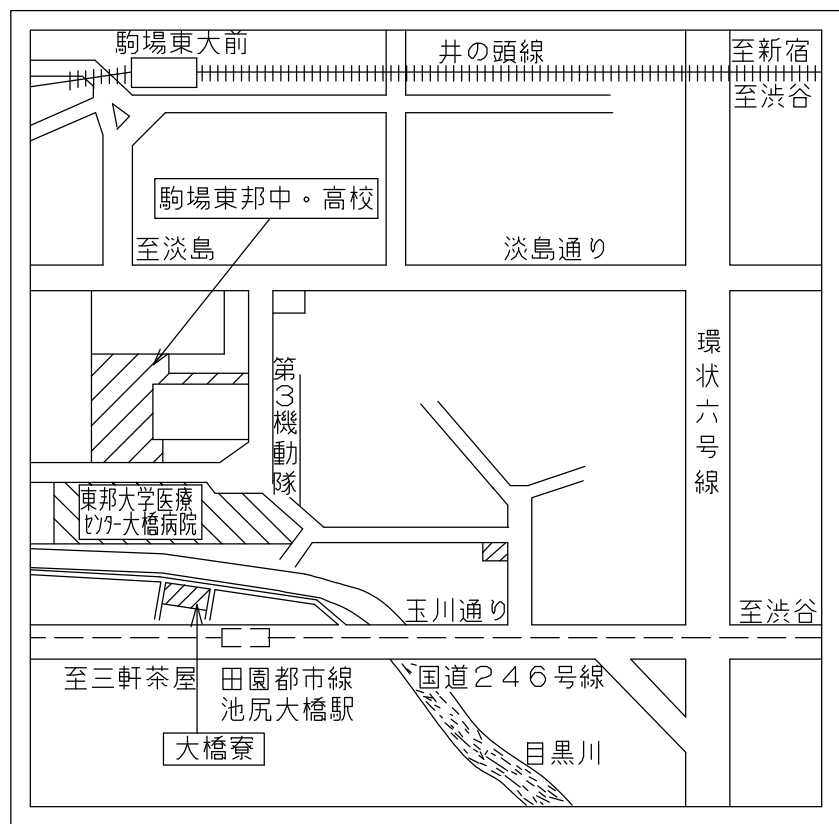 駒場東大前
井の頭線
至新宿
至渋谷
駒場東邦中・高校
至淡島
淡島通り
第3機動隊
環状六号線
東邦大学医療
センター大橋病院
玉川通り
至渋谷
至三軒茶屋
田園都市線
池尻大橋駅
国道246号線
大橋寮
目黒川